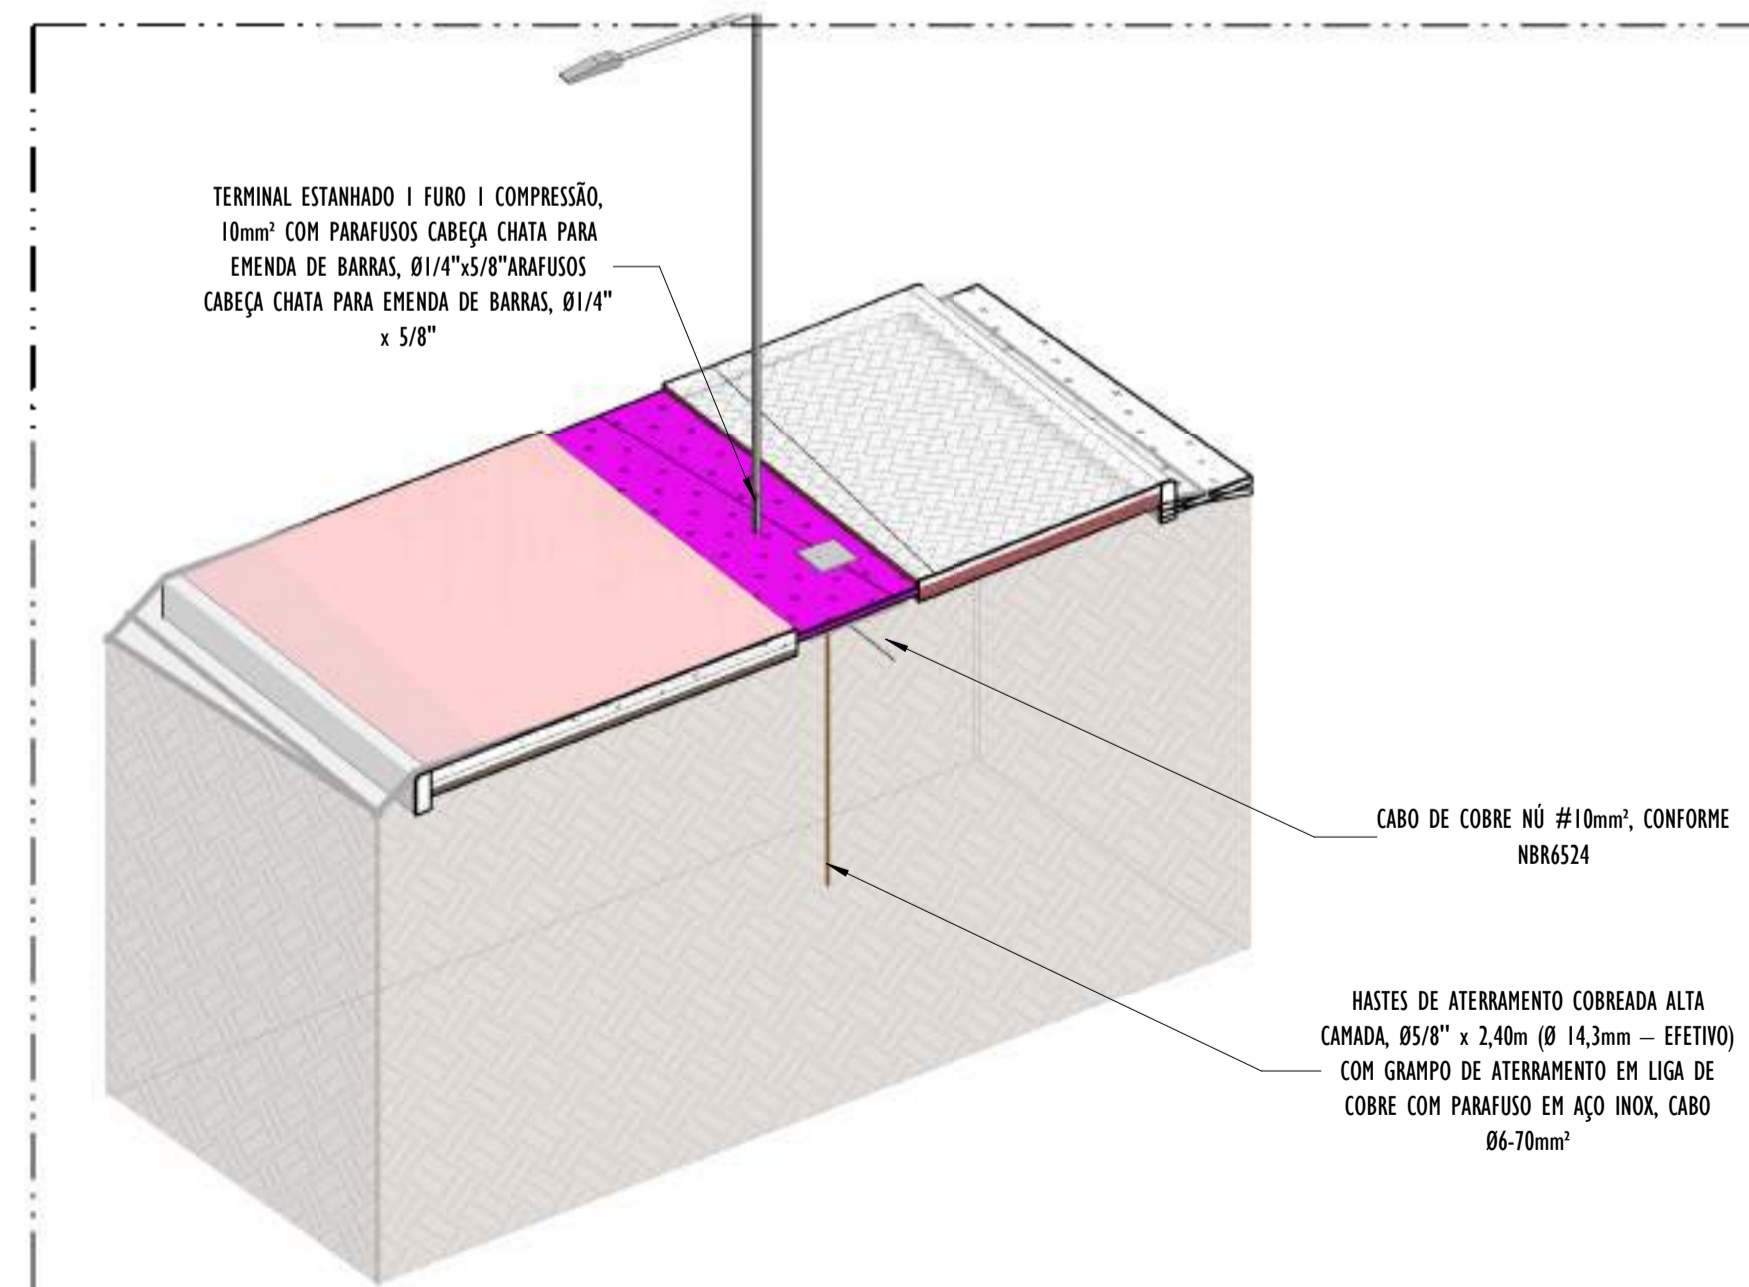 TERMINAL ESTANHADO 1 FURO 1 COMPRESSÃO,
10mm² COM PARAFUSOS CABEÇA CHATA PARA
EMENDA DE BARRAS, Ø1/4"x5/8"ARAFUSOS
CABEÇA CHATA PARA EMENDA DE BARRAS, Ø1/4"
x 5/8"
CABO DE COBRE NÚ #10mm², CONFORME
NBR6524
HASTES DE ATERRAMENTO COBREADA ALTA
CAMADA, Ø5/8" x 2,40m (Ø 14,3mm – EFETIVO)
COM GRAMPO DE ATERRAMENTO EM LIGA DE
COBRE COM PARAFUSO EM AÇO INOX, CABO
Ø6-70mm²